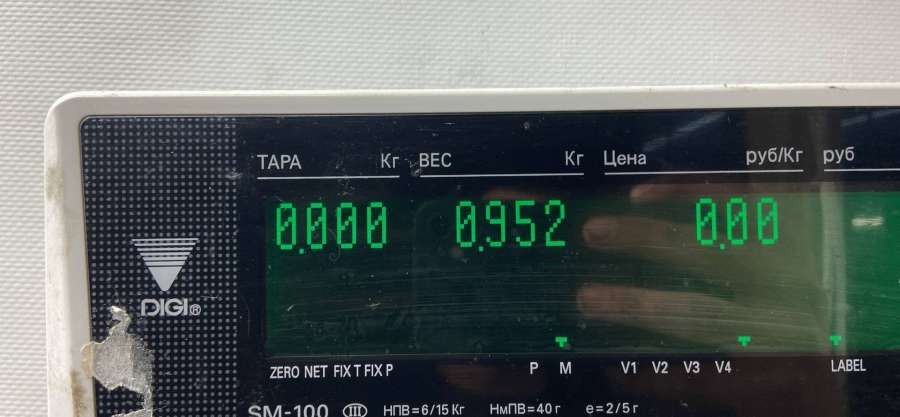 ТАРА Кг ВЕС Кг Цена руб/Кг руб
0.000 0.952 0.00
DIGI®
ZERO NET FIX T FIX P P M V1 V2 V3 V4 LABEL
SM-100 III НПВ=6/15 Кг НмПВ=40 г e=2/5 г